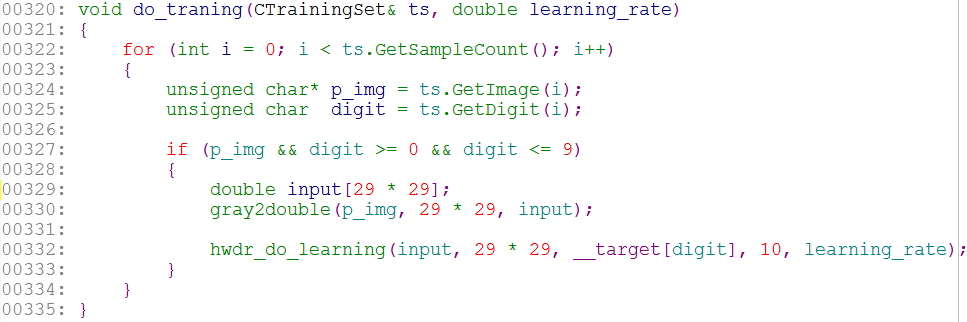 00320: void do_traning(CTrainingSet& ts, double learning_rate)
00321: {
00322:     for (int i = 0; i < ts.GetSampleCount(); i++)
00323:     {
00324:         unsigned char* p_img = ts.GetImage(i);
00325:         unsigned char  digit = ts.GetDigit(i);
00326:
00327:         if (p_img && digit >= 0 && digit <= 9)
00328:         {
00329:             double input[29 * 29];
00330:             gray2double(p_img, 29 * 29, input);
00331:
00332:             hwdr_do_learning(input, 29 * 29, __target[digit], 10, learning_rate);
00333:         }
00334:     }
00335: }